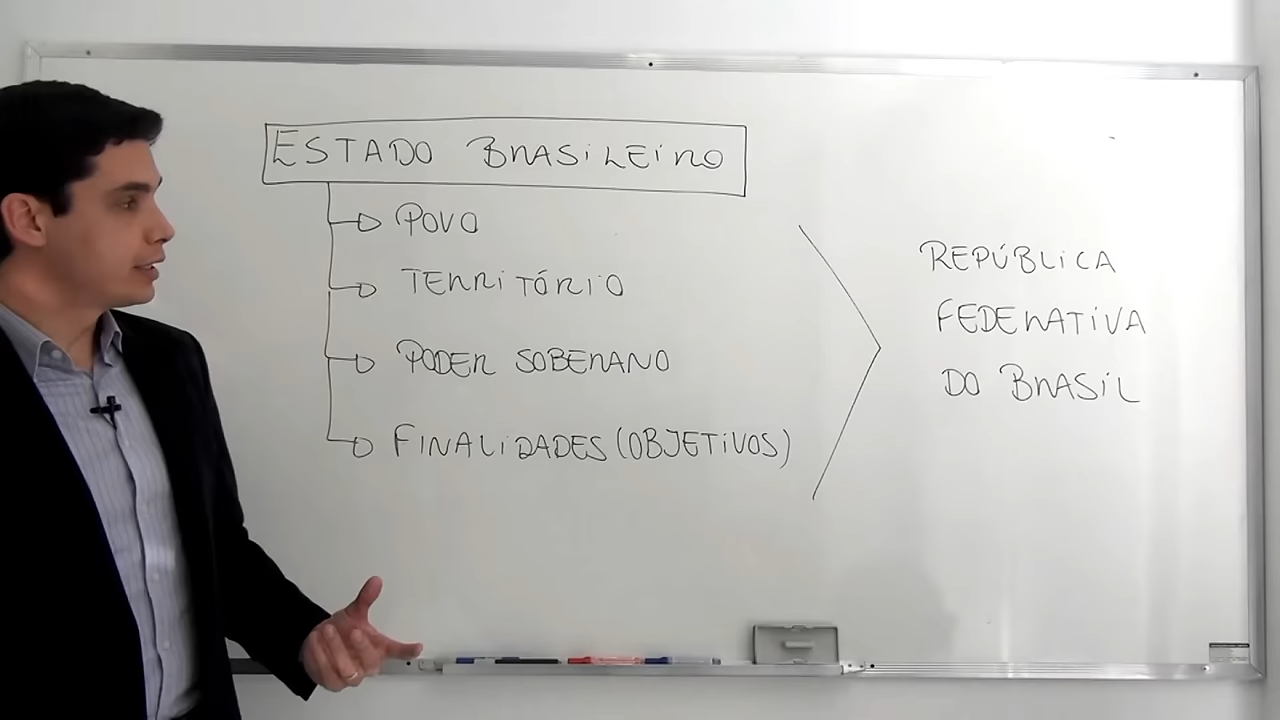 ESTADO BRASILEIRO
POVO
TERRITÓRIO
PODER SOBERANO
FINALIDADES (OBJETIVOS)
REPÚBLICA
FEDERATIVA
DO BRASIL